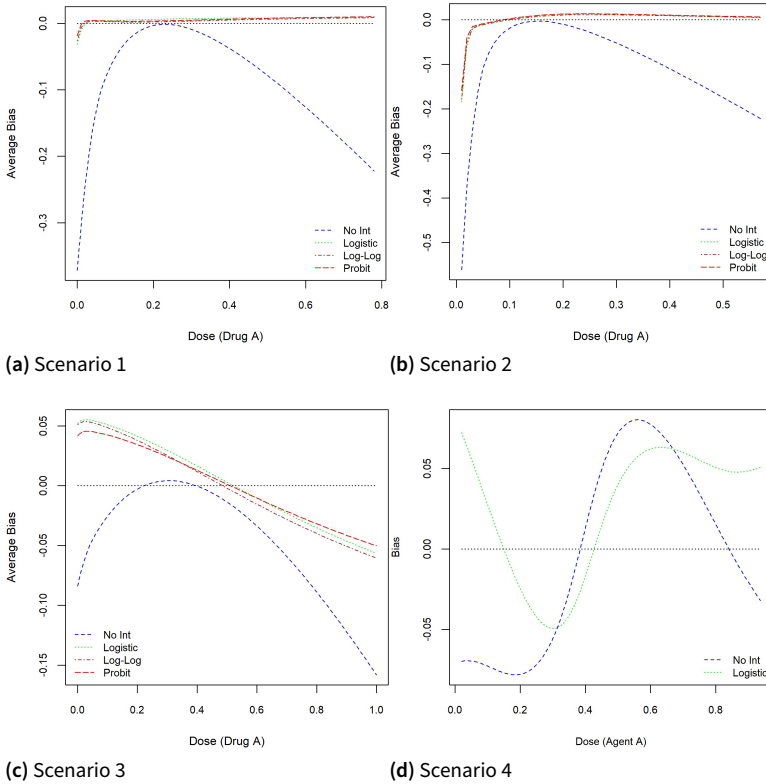 0.0
-0.1
-0.2
-0.3
Average Bias
No Int
Logistic
Log-Log
Probit
0.0 0.2 0.4 0.6 0.8
Dose (Drug A)
(a) Scenario 1
0.0
-0.1
-0.2
-0.3
-0.4
-0.5
Average Bias
No Int
Logistic
Log-Log
Probit
0.0 0.1 0.2 0.3 0.4 0.5
Dose (Drug A)
(b) Scenario 2
0.05
0.00
-0.05
-0.10
-0.15
Average Bias
No Int
Logistic
Log-Log
Probit
0.0 0.2 0.4 0.6 0.8 1.0
Dose (Drug A)
(c) Scenario 3
0.05
0.00
-0.05
Bias
No Int
Logistic
0.0 0.2 0.4 0.6 0.8
Dose (Agent A)
(d) Scenario 4